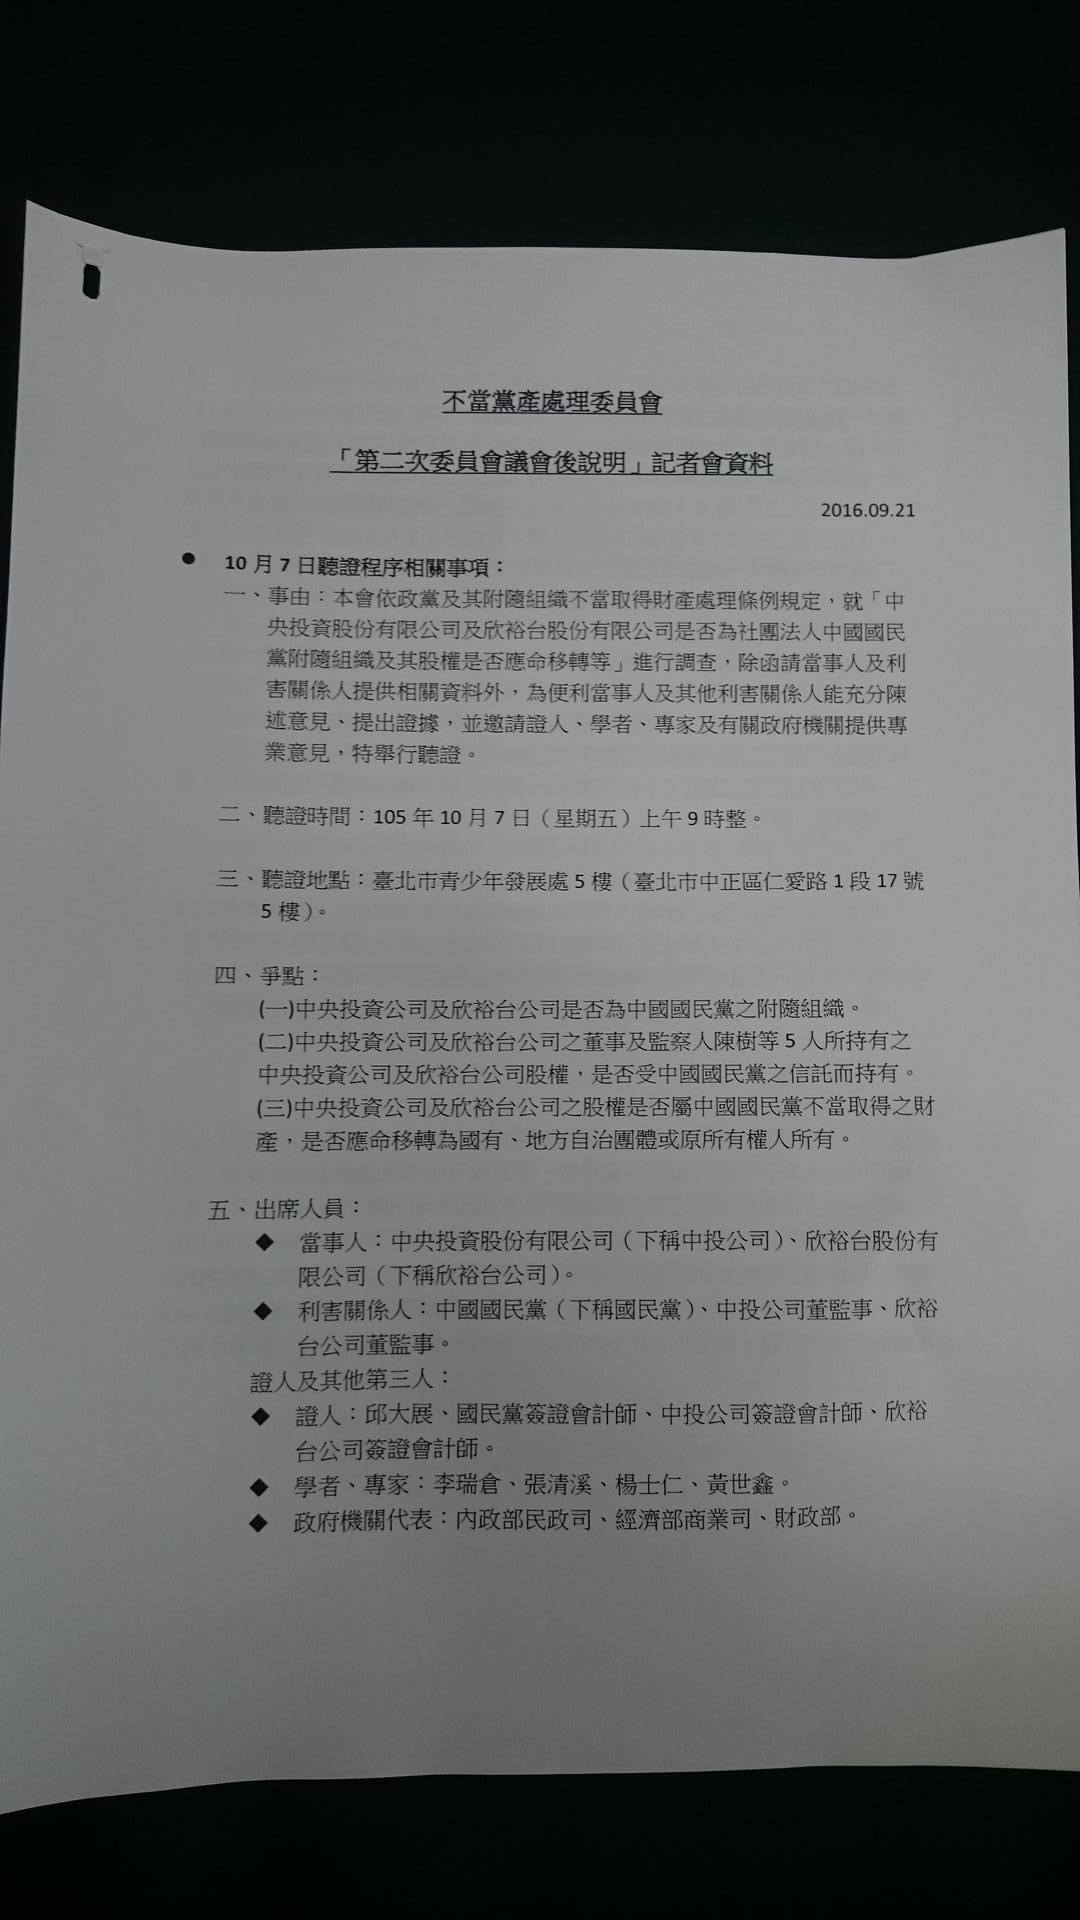 不當黨產處理委員會
「第二次委員會議會後說明」記者會資料
2016.09.21
● 10 月 7 日聽證程序相關事項：
一、事由：本會依政黨及其附隨組織不當取得財產處理條例規定，就「中
央投資股份有限公司及欣裕台股份有限公司是否為社團法人中國國民
黨附隨組織及其股權是否應命移轉等」進行調查，除函請當事人及利
害關係人提供相關資料外，為便利當事人及其他利害關係人能充分陳
述意見、提出證據，並邀請證人、學者、專家及有關政府機關提供專
業意見，特舉行聽證。
二、聽證時間：105 年 10 月 7 日（星期五）上午 9 時整。
三、聽證地點：臺北市青少年發展處 5 樓（臺北市中正區仁愛路 1 段 17 號
5 樓）。
四、爭點：
(一)中央投資公司及欣裕台公司是否為中國國民黨之附隨組織。
(二)中央投資公司及欣裕台公司之董事及監察人陳樹等 5 人所持有之
中央投資公司及欣裕台公司股權，是否受中國國民黨之信託而持有。
(三)中央投資公司及欣裕台公司之股權是否屬中國國民黨不當取得之財
產，是否應命移轉為國有、地方自治團體或原所有權人所有。
五、出席人員：
◆ 當事人：中央投資股份有限公司（下稱中投公司）、欣裕台股份有
限公司（下稱欣裕台公司）。
◆ 利害關係人：中國國民黨（下稱國民黨）、中投公司董監事、欣裕
台公司董監事。
證人及其他第三人：
◆ 證人：邱大展、國民黨簽證會計師、中投公司簽證會計師、欣裕
台公司簽證會計師。
◆ 學者、專家：李瑞倉、張清溪、楊士仁、黃世鑫。
◆ 政府機關代表：內政部民政司、經濟部商業司、財政部。